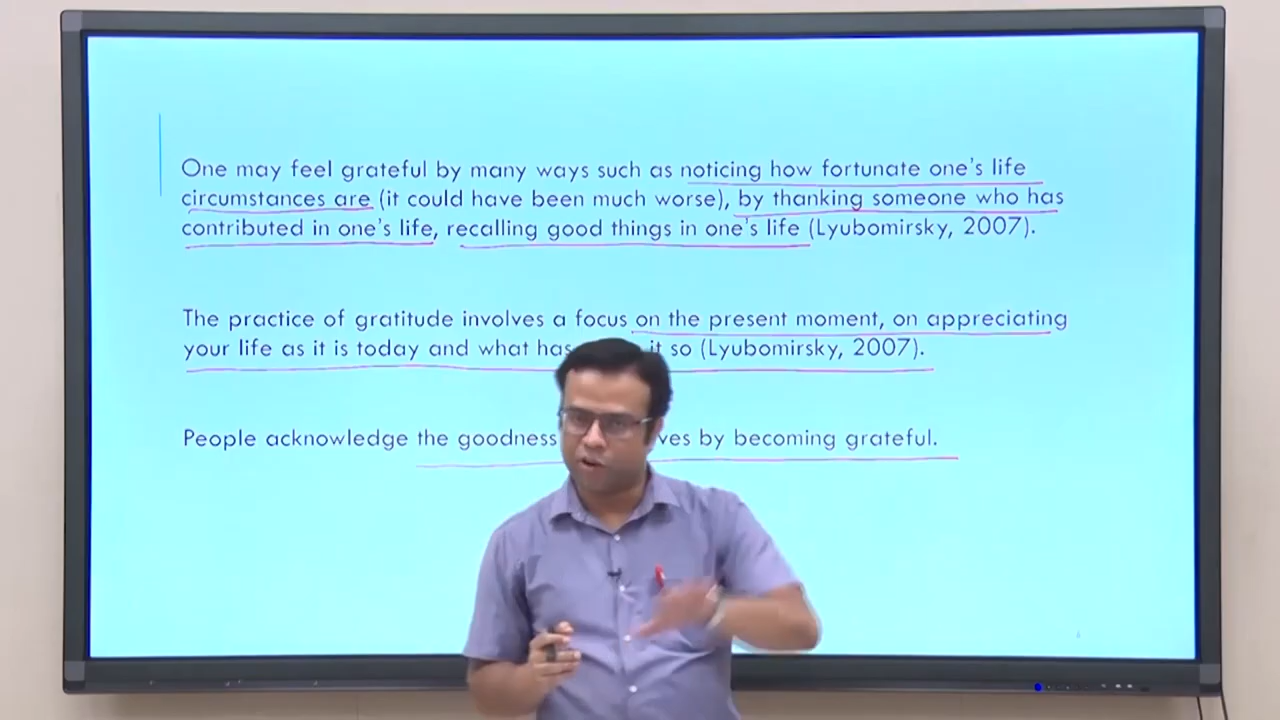 One may feel grateful by many ways such as noticing how fortunate one's life
circumstances are (it could have been much worse), by thanking someone who has
contributed in one's life, recalling good things in one's life (Lyubomirsky, 2007).
The practice of gratitude involves a focus on the present moment, on appreciating
your life as it is today and what has it so (Lyubomirsky, 2007).
People acknowledge the goodness by becoming grateful.